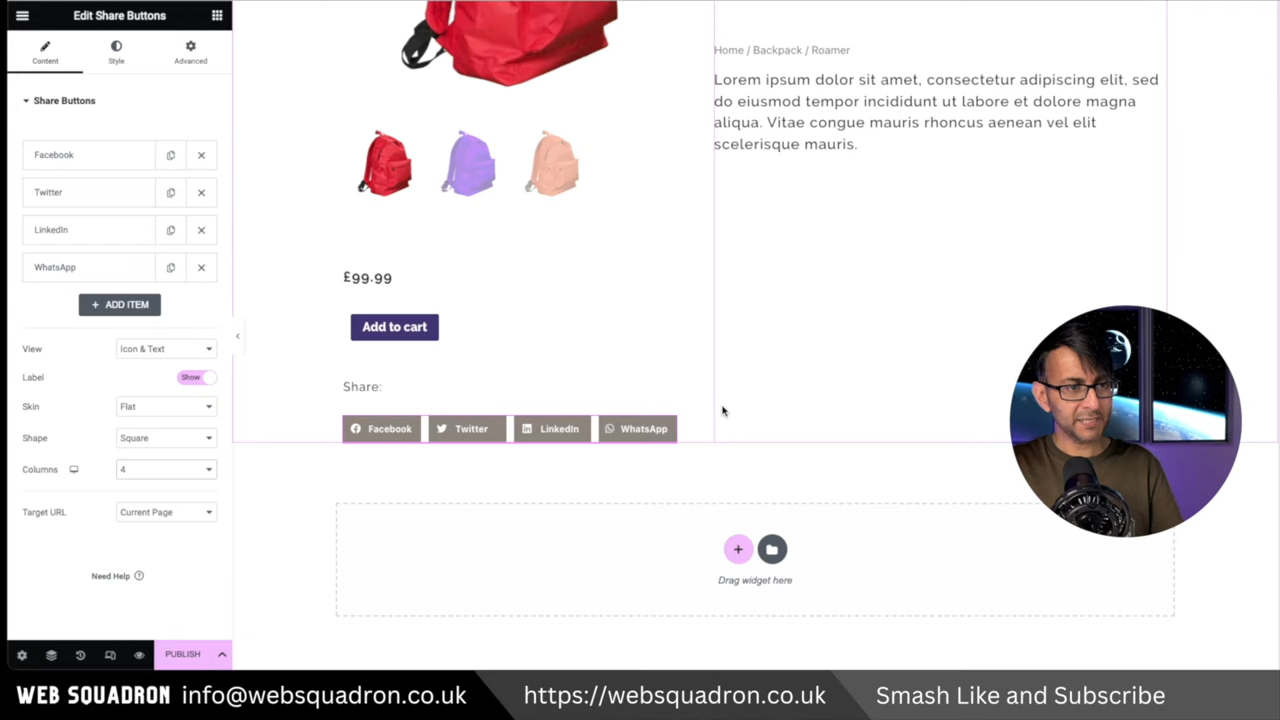 Edit Share Buttons
Content
Style
Advanced
Share Buttons
Facebook
Twitter
LinkedIn
WhatsApp
+ ADD ITEM
View
Icon & Text
Label
Show
Skin
Flat
Shape
Square
Columns
4
Target URL
Current Page
Need Help
PUBLISH
Home / Backpack / Roamer
Lorem ipsum dolor sit amet, consectetur adipiscing elit, sed
do eiusmod tempor incididunt ut labore et dolore magna
aliqua. Vitae congue mauris rhoncus aenean vel elit
scelerisque mauris.
£99.99
Add to cart
Share:
Facebook
Twitter
LinkedIn
WhatsApp
Drag widget here
WEB SQUADRON info@websquadron.co.uk
https://websquadron.co.uk
Smash Like and Subscribe